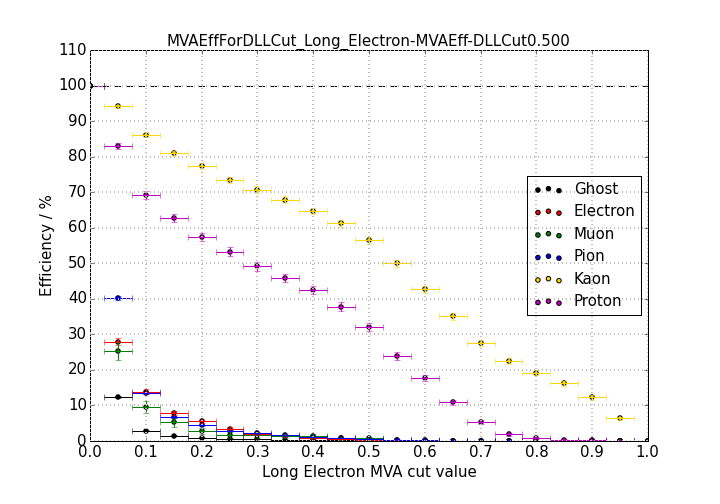 MVAEffForDLLCut_Long_Electron-MVAEff-DLLCut0.500
110
100
90
80
70
60
50
40
30
20
10
0
Efficiency / %
Ghost
Electron
Muon
Pion
Kaon
Proton
0.0 0.1 0.2 0.3 0.4 0.5 0.6 0.7 0.8 0.9 1.0
Long Electron MVA cut value